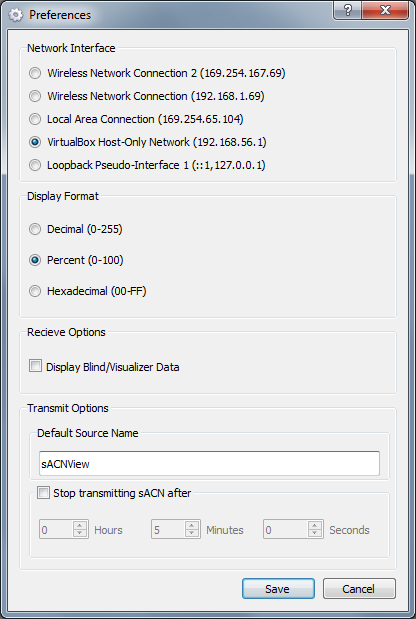 Preferences
Network Interface
Wireless Network Connection 2 (169.254.167.69)
Wireless Network Connection (192.168.1.69)
Local Area Connection (169.254.65.104)
VirtualBox Host-Only Network (192.168.56.1)
Loopback Pseudo-Interface 1 (::1,127.0.0.1)
Display Format
Decimal (0-255)
Percent (0-100)
Hexadecimal (00-FF)
Recieve Options
Display Blind/Visualizer Data
Transmit Options
Default Source Name
sACNView
Stop transmitting sACN after
0 Hours 5 Minutes 0 Seconds
Save Cancel